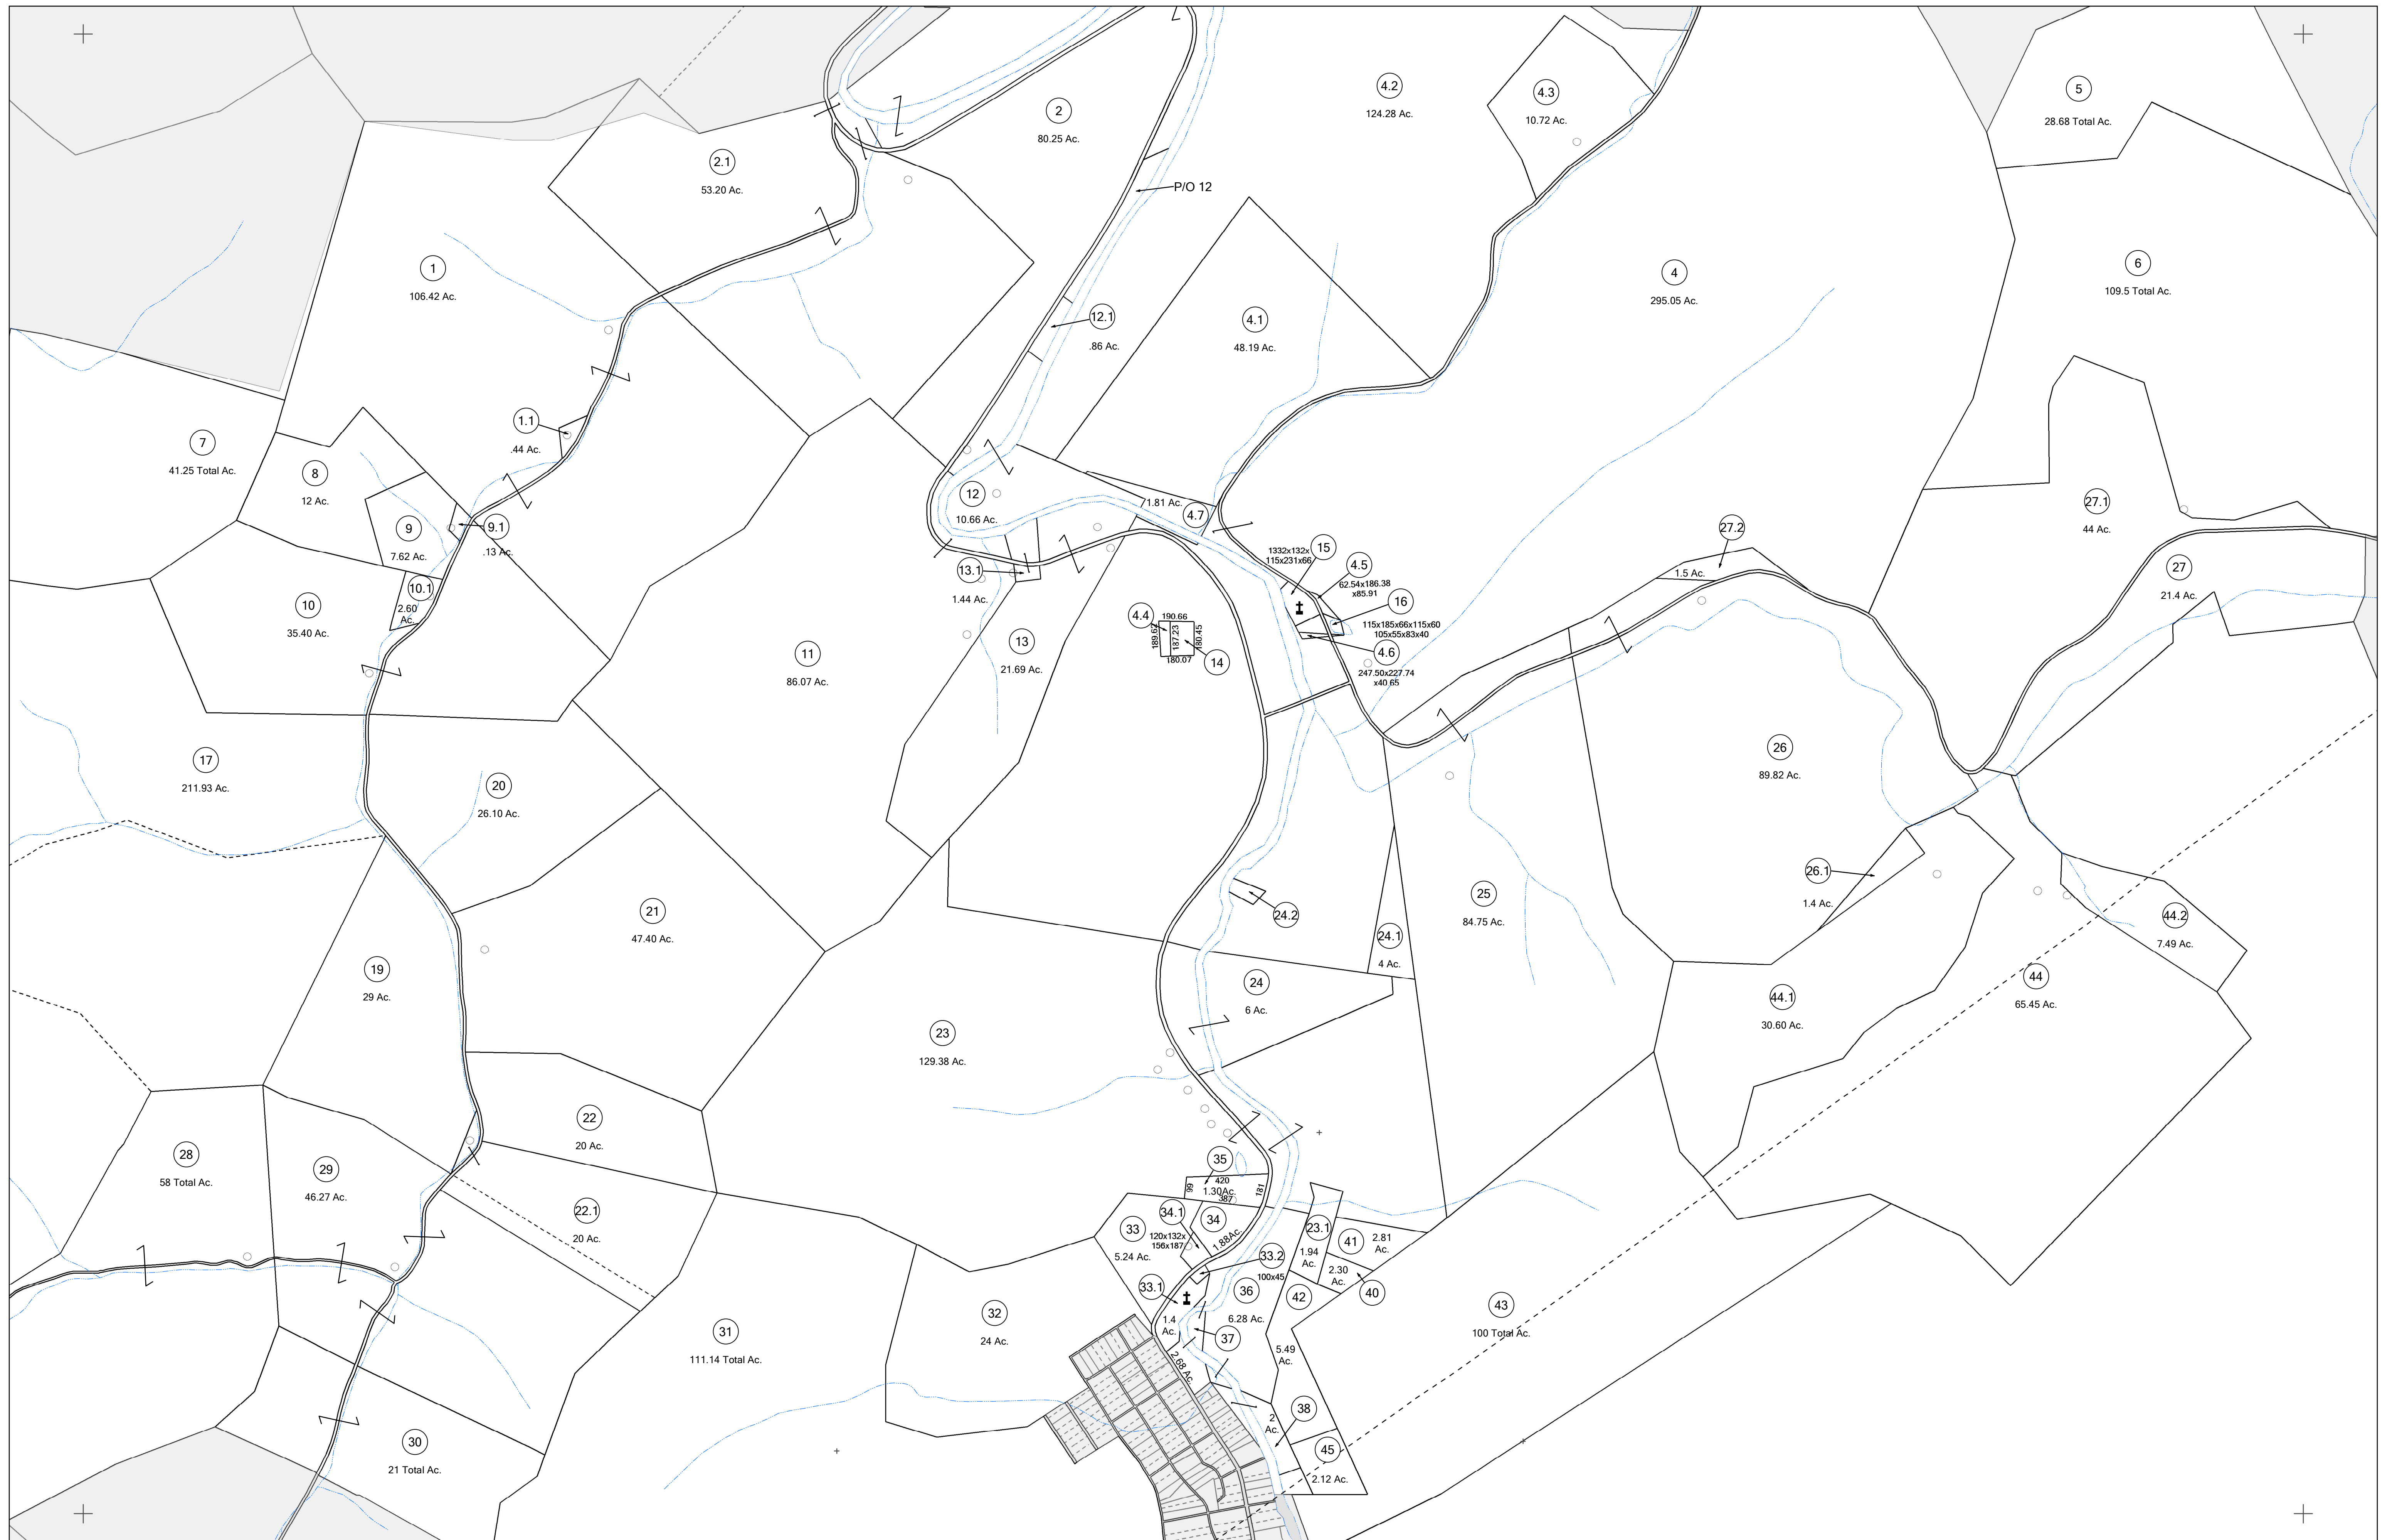 2
80.25 Ac.
4.2
124.28 Ac.
4.3
10.72 Ac.
5
28.68 Total Ac.
2.1
53.20 Ac.
P/O 12
1
106.42 Ac.
4
295.05 Ac.
6
109.5 Total Ac.
12.1
.86 Ac.
4.1
48.19 Ac.
1.1
.44 Ac.
7
41.25 Total Ac.
8
12 Ac.
12
10.66 Ac.
1.81 Ac.
4.7
27.1
44 Ac.
9
7.62 Ac.
9.1
.13 Ac.
27.2
1.5 Ac.
15
1332x132x
115x231x66
4.5
62.54x186.38
x85.91
27
21.4 Ac.
13.1
1.44 Ac.
10.1
2.60
Ac.
10
35.40 Ac.
16
115x185x66x115x60
105x55x83x40
4.4
190.66
189.62
187.23
180.45
180.07
14
4.6
247.50x227.74
x40.65
13
21.69 Ac.
11
86.07 Ac.
17
211.93 Ac.
20
26.10 Ac.
26
89.82 Ac.
26.1
1.4 Ac.
25
84.75 Ac.
21
47.40 Ac.
24.2
24.1
4 Ac.
44.2
7.49 Ac.
19
29 Ac.
24
6 Ac.
44
65.45 Ac.
44.1
30.60 Ac.
23
129.38 Ac.
22
20 Ac.
28
58 Total Ac.
29
46.27 Ac.
35
420
1.30Ac.
99
387
181
22.1
20 Ac.
34.1
34
1.88Ac.
33
5.24 Ac.
120x132x
156x187
23.1
1.94
Ac.
41
2.81
Ac.
33.2
100x45
2.30
Ac.
40
33.1
1.4
Ac.
36
6.28 Ac.
42
5.49
Ac.
43
100 Total Ac.
32
24 Ac.
31
111.14 Total Ac.
37
2.68 Ac.
38
2
Ac.
30
21 Total Ac.
45
2.12 Ac.